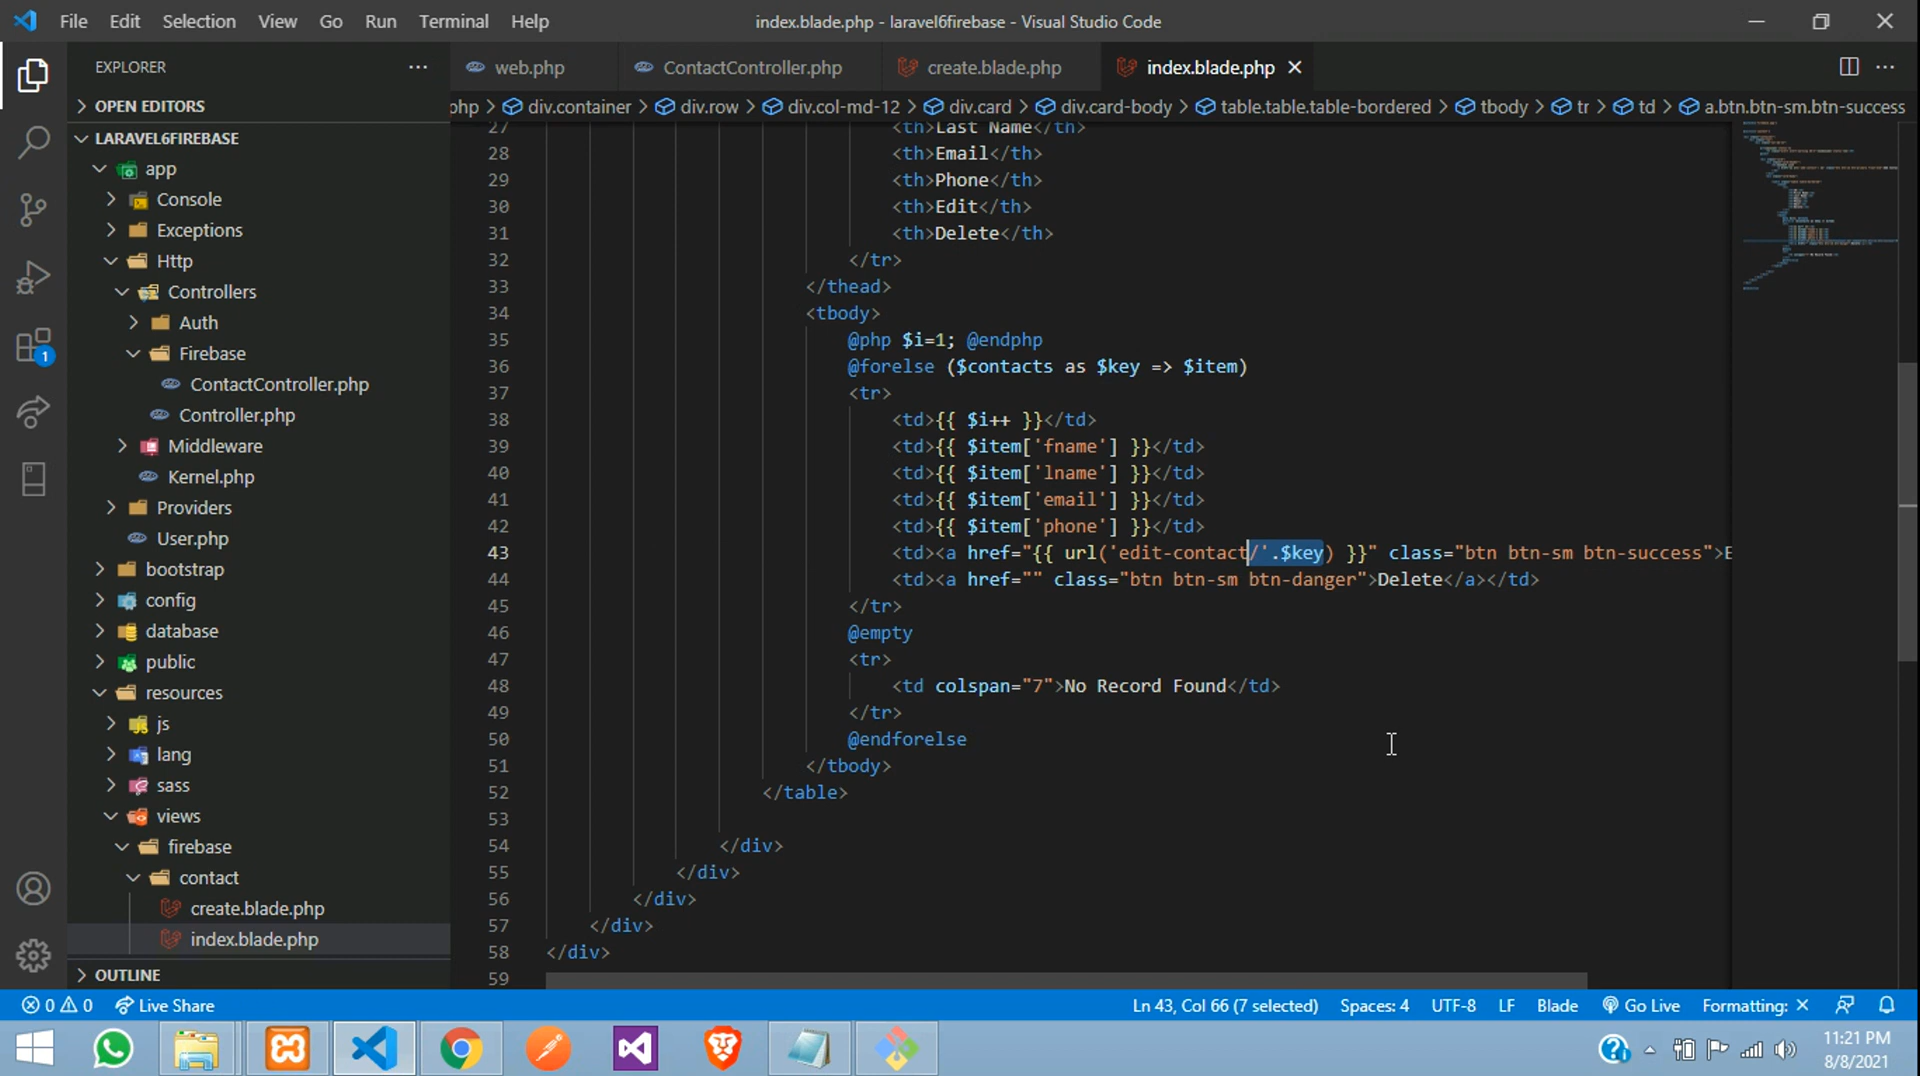 File Edit Selection View Go Run Terminal Help index.blade.php - laravel6firebase - Visual Studio Code
EXPLORER ...
web.php ContactController.php create.blade.php index.blade.php
php > div.container > div.row > div.col-md-12 > div.card > div.card-body > table.table.table-bordered > tbody > tr > td > a.btn.btn-sm.btn-success
OPEN EDITORS
LARAVEL6FIREBASE
app
Console
Exceptions
Http
Controllers
Auth
Firebase
ContactController.php
Controller.php
Middleware
Kernel.php
Providers
User.php
bootstrap
config
database
public
resources
js
lang
sass
views
firebase
contact
create.blade.php
index.blade.php
OUTLINE
27 <th>Last Name</th>
28 <th>Email</th>
29 <th>Phone</th>
30 <th>Edit</th>
31 <th>Delete</th>
32 </tr>
33 </thead>
34 <tbody>
35 @php $i=1; @endphp
36 @forelse ($contacts as $key => $item)
37 <tr>
38 <td>{{ $i++ }}</td>
39 <td>{{ $item['fname'] }}</td>
40 <td>{{ $item['lname'] }}</td>
41 <td>{{ $item['email'] }}</td>
42 <td>{{ $item['phone'] }}</td>
43 <td><a href="{{ url('edit-contact/'.$key) }}" class="btn btn-sm btn-success">E
44 <td><a href="" class="btn btn-sm btn-danger">Delete</a></td>
45 </tr>
46 @empty
47 <tr>
48 <td colspan="7">No Record Found</td>
49 </tr>
50 @endforelse
51 </tbody>
52 </table>
53
54 </div>
55 </div>
56 </div>
57 </div>
58 </div>
59
1
0 0 Live Share Ln 43, Col 66 (7 selected) Spaces: 4 UTF-8 LF Blade Go Live Formatting: ×
11:21 PM
8/8/2021